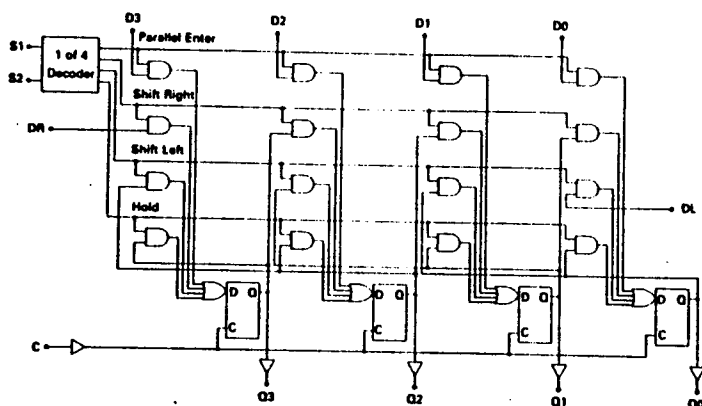 D3
D2
D1
D0
Parallel Enter
S1
1 of 4
Decoder
S2
Shift Right
DR
Shift Left
DL
Hold
D Q
C
D Q
C
D Q
C
D Q
C
C
Q3
Q2
Q1
Q0